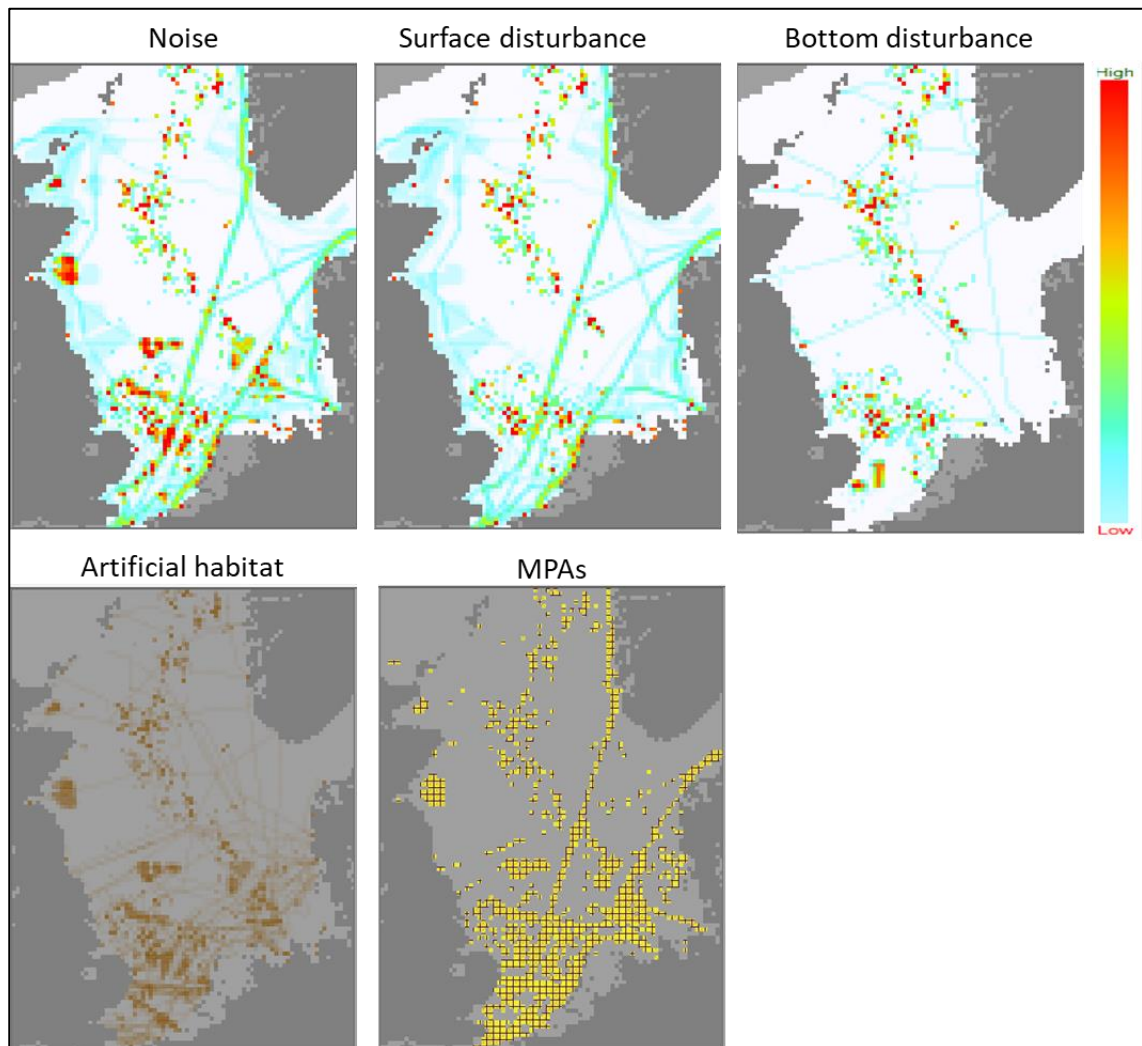 Noise
Surface disturbance
Bottom disturbance
High
Low
Artificial habitat
MPAs